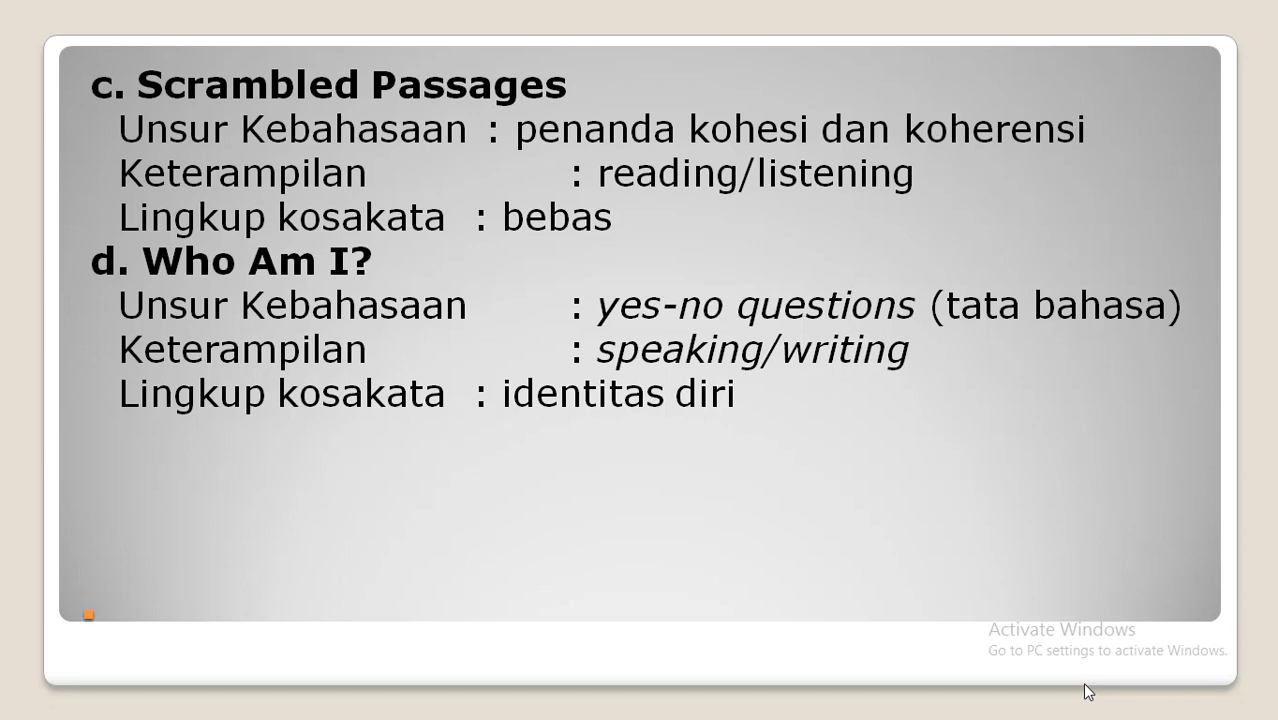 c. Scrambled Passages
Unsur Kebahasaan : penanda kohesi dan koherensi
Keterampilan : reading/listening
Lingkup kosakata : bebas
d. Who Am I?
Unsur Kebahasaan : yes-no questions (tata bahasa)
Keterampilan : speaking/writing
Lingkup kosakata : identitas diri
Activate Windows
Go to PC settings to activate Windows.